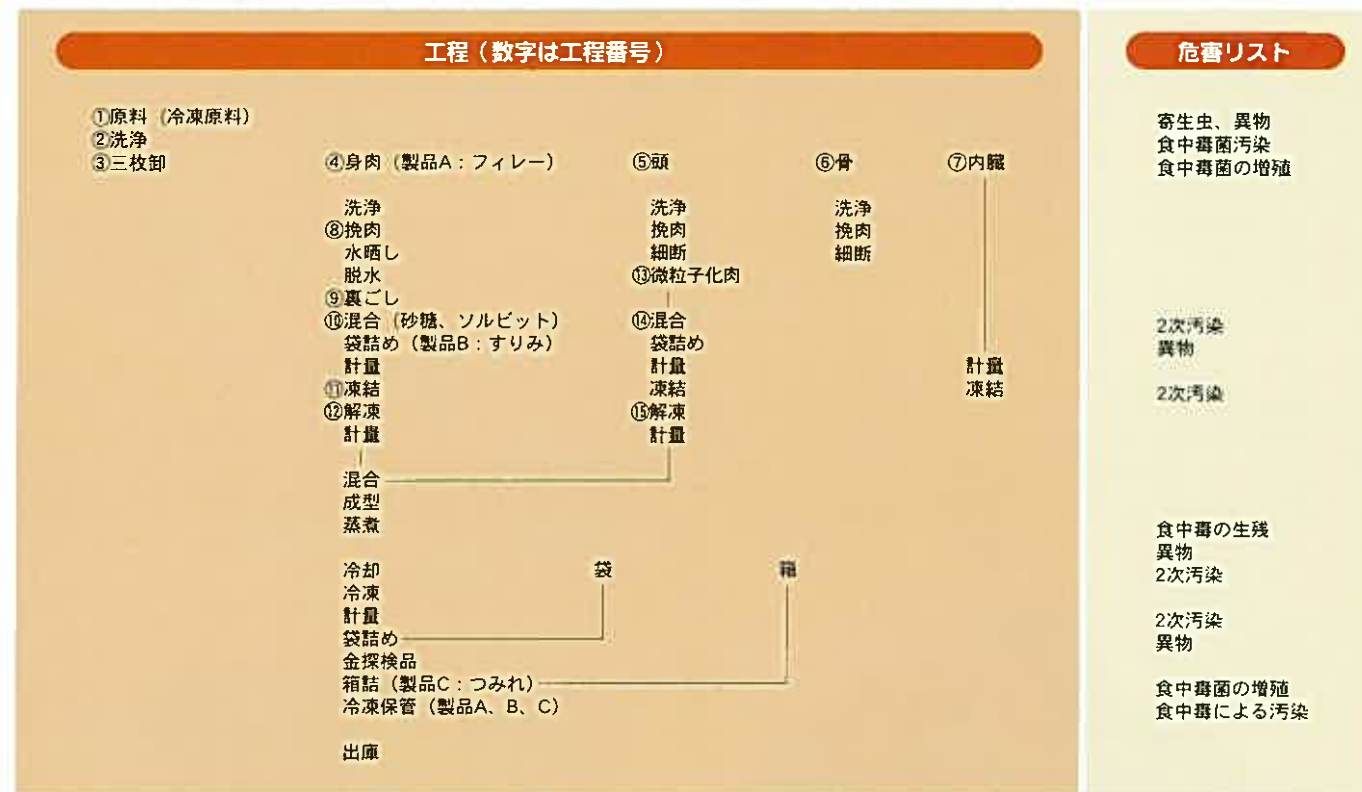 工程（数字は工程番号）
①原料（冷凍原料）
②洗浄
③三枚卸
④身肉（製品A：フィレー）
洗浄
⑧挽肉
水晒し
脱水
⑨裏ごし
⑩混合（砂糖、ソルビット）
袋詰め（製品B：すりみ）
計量
⑪凍結
⑫解凍
計量
混合
成型
蒸煮
冷却
冷凍
計量
袋詰め
金探検品
箱詰（製品C：つみれ）
冷凍保管（製品A、B、C）
出庫
⑤頭
洗浄
挽肉
細断
⑬微粒子化肉
⑭混合
袋詰め
計量
凍結
⑮解凍
計量
⑥骨
洗浄
挽肉
細断
⑦内臓
計量
凍結
袋
箱
危害リスト
寄生虫、異物
食中毒菌汚染
食中毒菌の増殖
2次汚染
異物
2次汚染
食中毒の生残
異物
2次汚染
2次汚染
異物
食中毒菌の増殖
食中毒による汚染